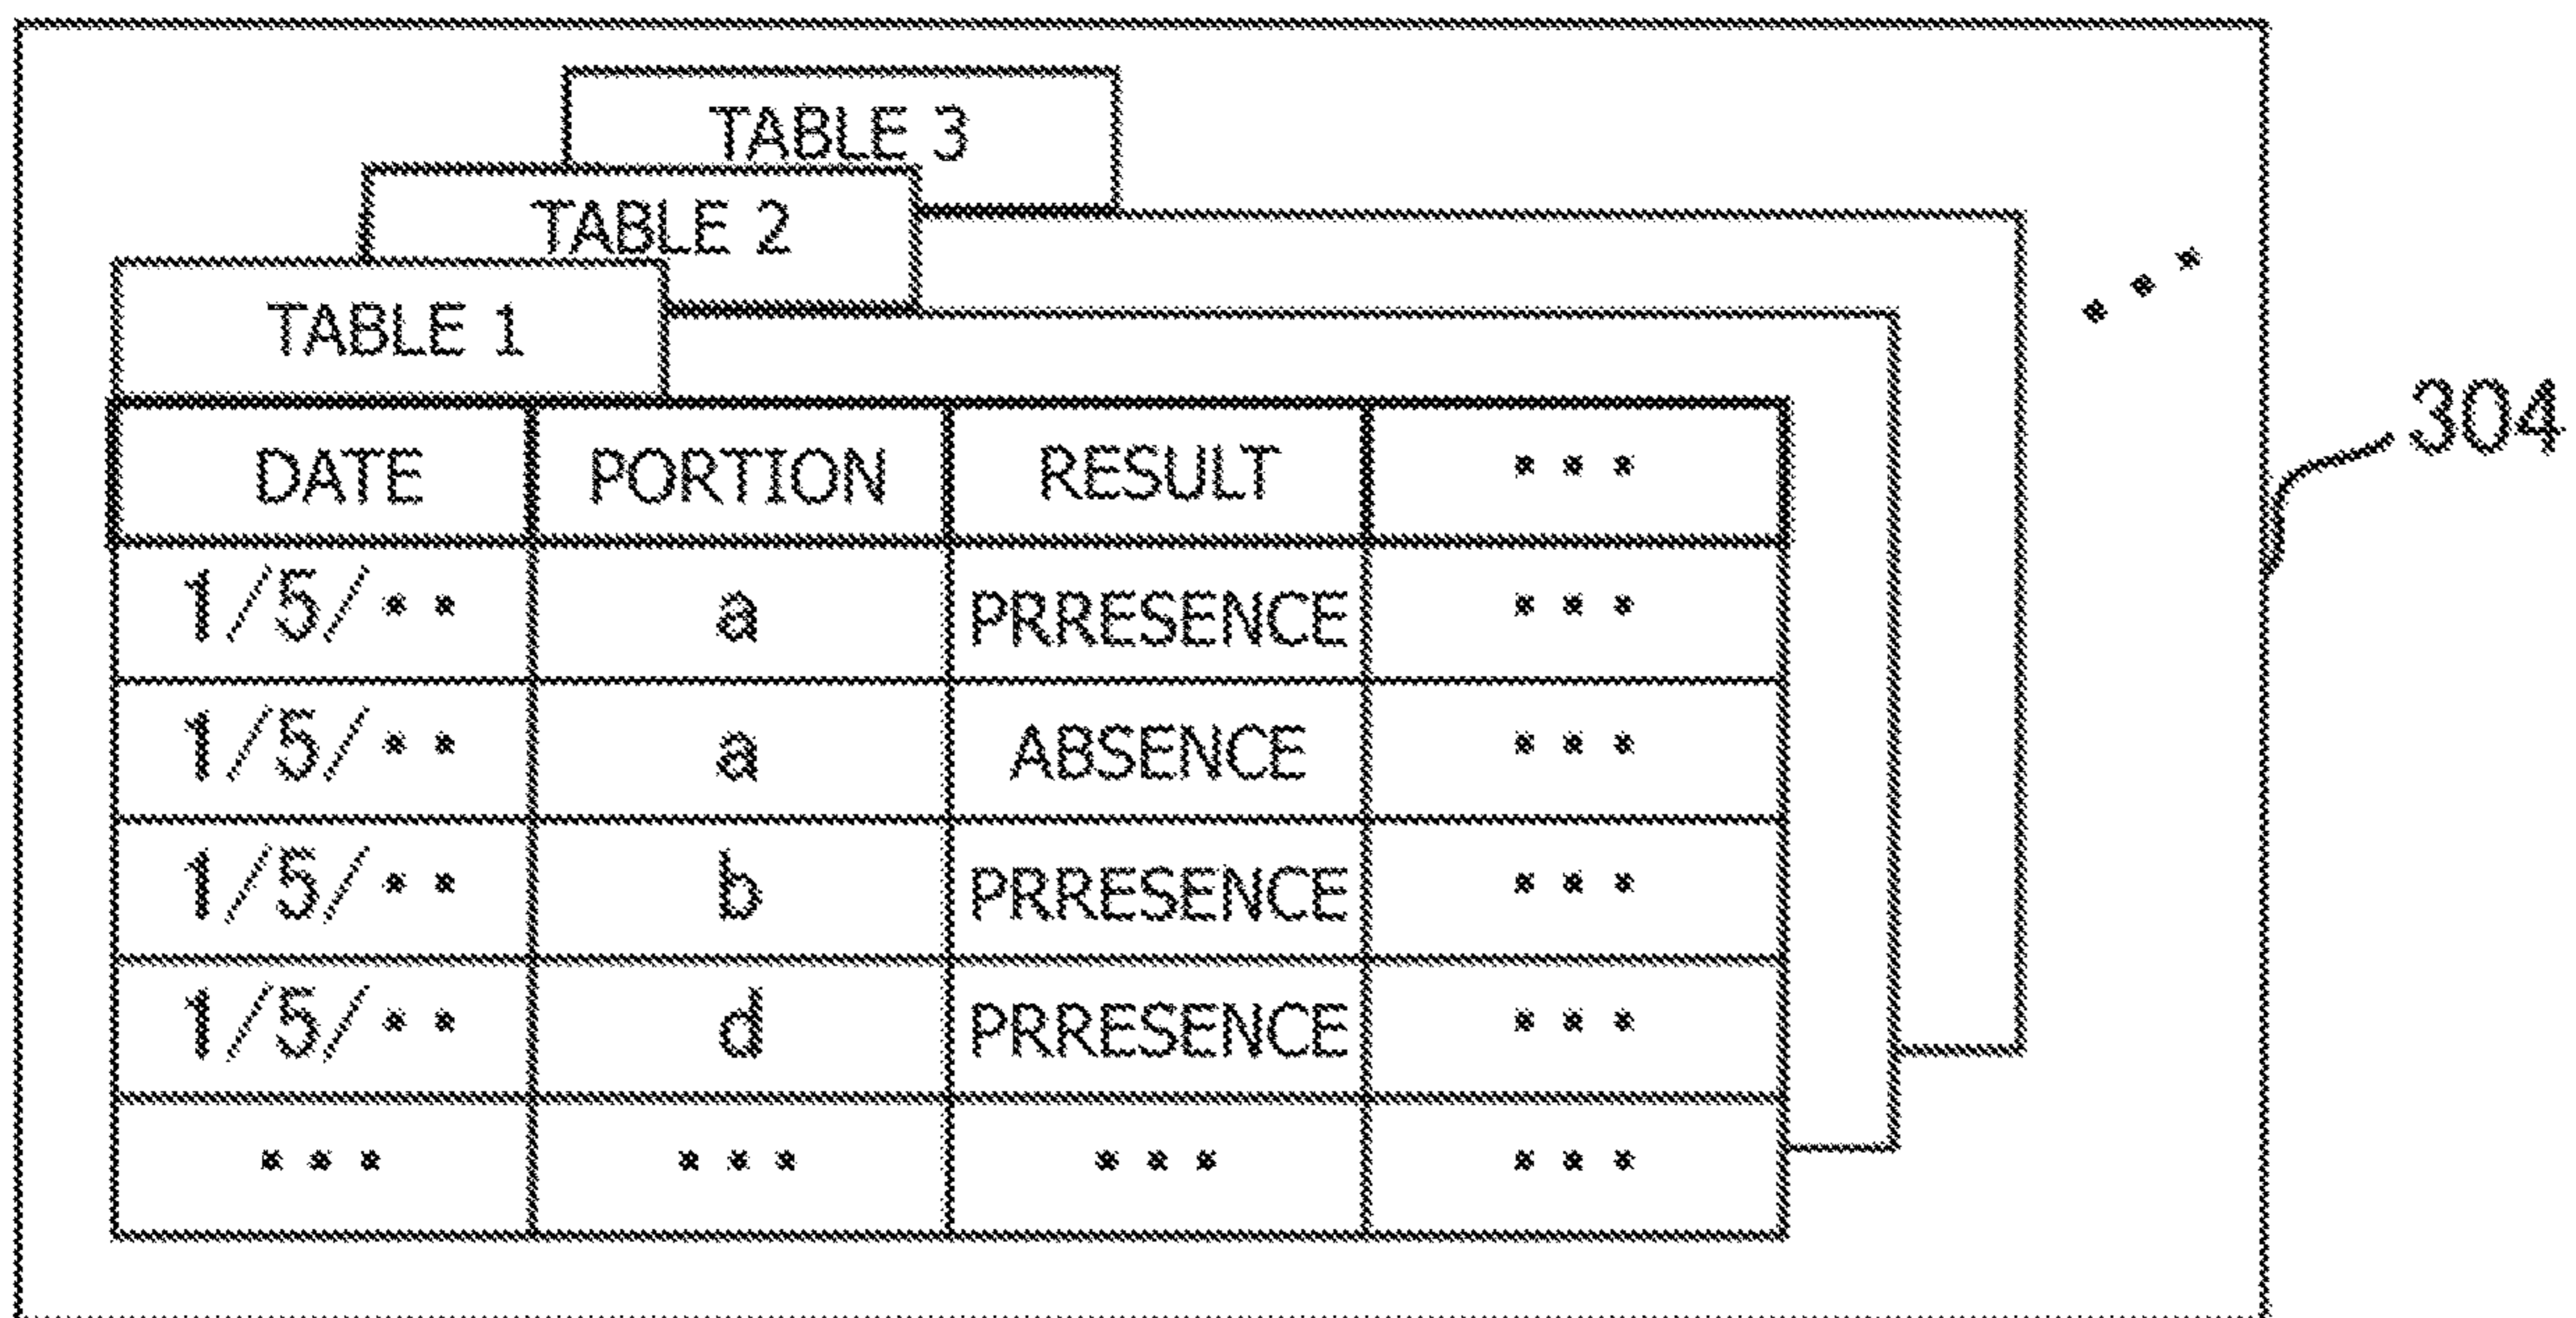 TABLE 3
TABLE 2
TABLE 1
DATE PORTION RESULT • • •
1/5/• • a PRRESENCE • • •
1/5/• • a ABSENCE • • •
1/5/• • b PRRESENCE • • •
1/5/• • d PRRESENCE • • •
• • • • • • • • • • • •
• • •
304